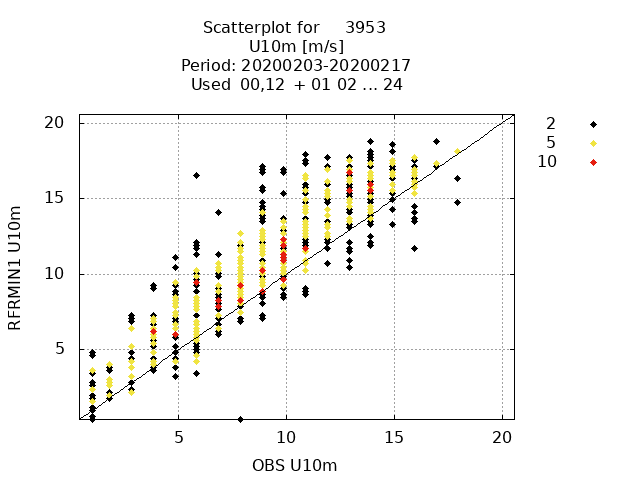 Scatterplot for 3953
U10m [m/s]
Period: 20200203-20200217
Used 00,12 + 01 02 ... 24
20
15
10
5
RFRMIN1 U10m
5 10 15 20
OBS U10m
2
5
10